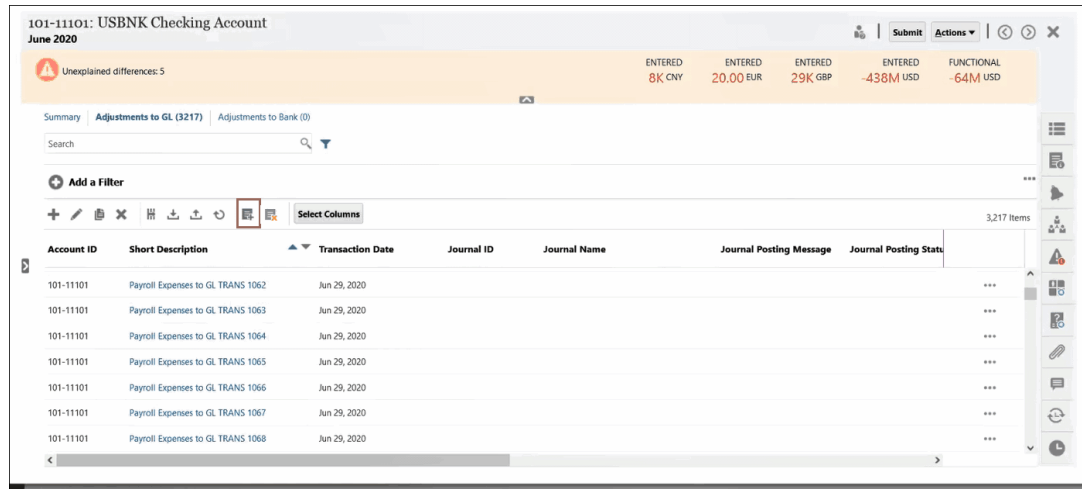 101-11101: USBNK Checking Account
June 2020
Submit Actions
Unexplained differences: 5
ENTERED ENTERED ENTERED ENTERED FUNCTIONAL
8K CNY 20.00 EUR 29K GBP -438M USD -64M USD
Summary Adjustments to GL (3217) Adjustments to Bank (0)
Search
Add a Filter
Select Columns
3,217 Items
Account ID Short Description Transaction Date Journal ID Journal Name Journal Posting Message Journal Posting Statu
101-11101 Payroll Expenses to GL TRANS 1062 Jun 29, 2020
101-11101 Payroll Expenses to GL TRANS 1063 Jun 29, 2020
101-11101 Payroll Expenses to GL TRANS 1064 Jun 29, 2020
101-11101 Payroll Expenses to GL TRANS 1065 Jun 29, 2020
101-11101 Payroll Expenses to GL TRANS 1066 Jun 29, 2020
101-11101 Payroll Expenses to GL TRANS 1067 Jun 29, 2020
101-11101 Payroll Expenses to GL TRANS 1068 Jun 29, 2020